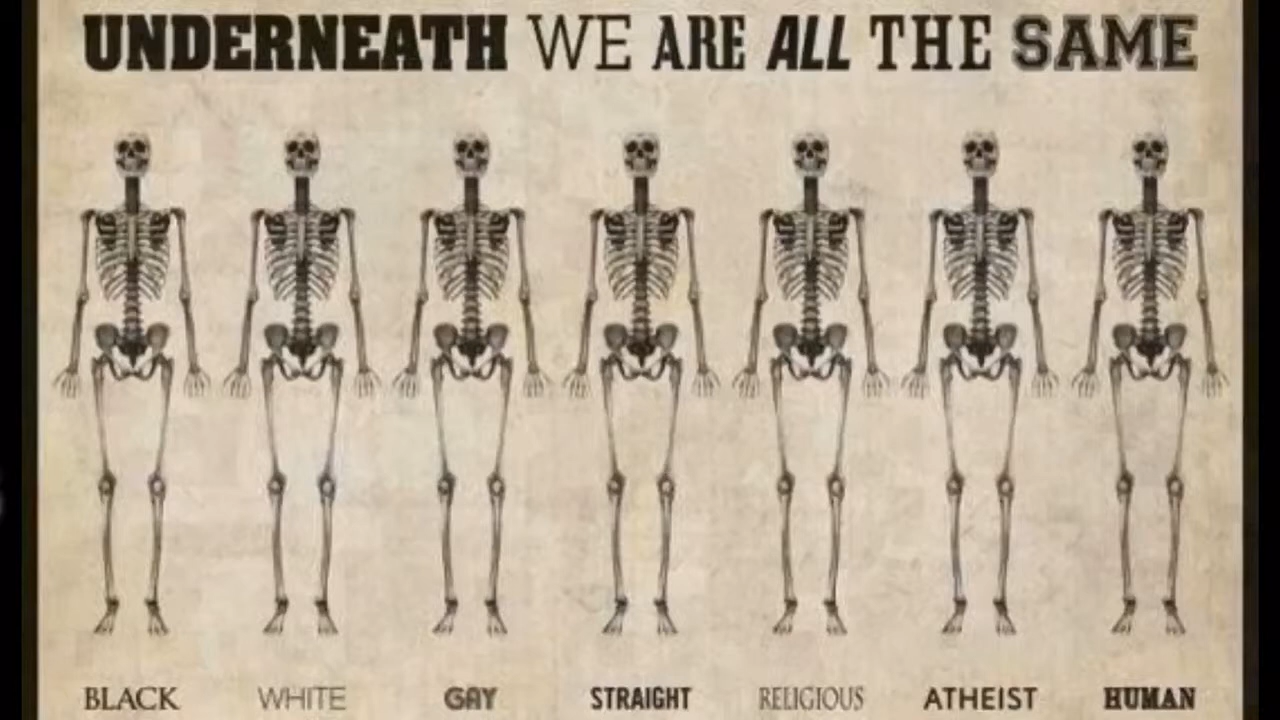 UNDERNEATH WE ARE ALL THE SAME
BLACK WHITE GAY STRAIGHT RELIGIOUS ATHEIST HUMAN